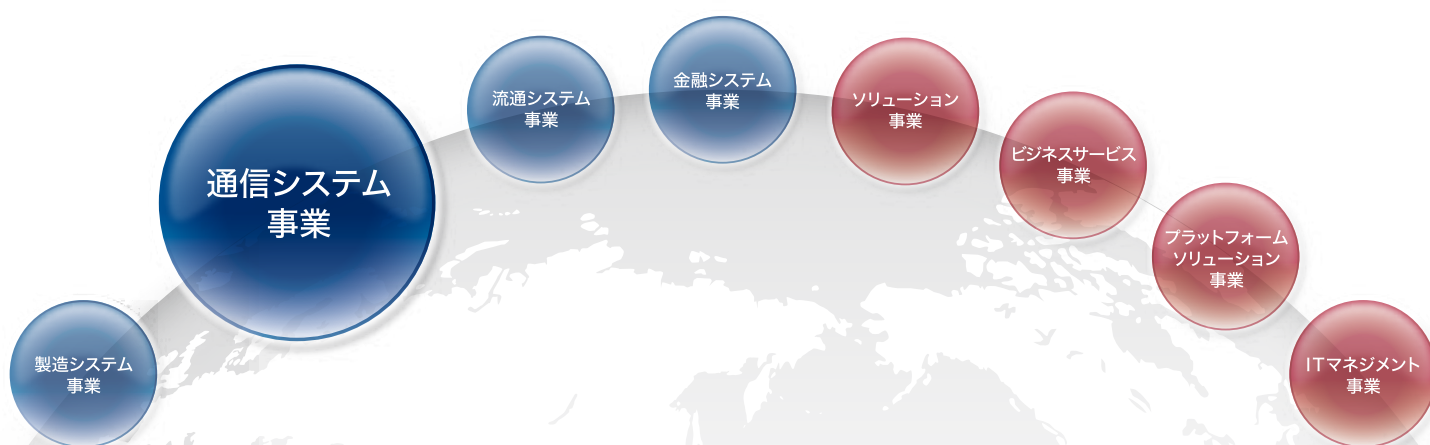 製造システム
事業
通信システム
事業
流通システム
事業
金融システム
事業
ソリューション
事業
ビジネスサービス
事業
プラットフォーム
ソリューション
事業
ITマネジメント
事業